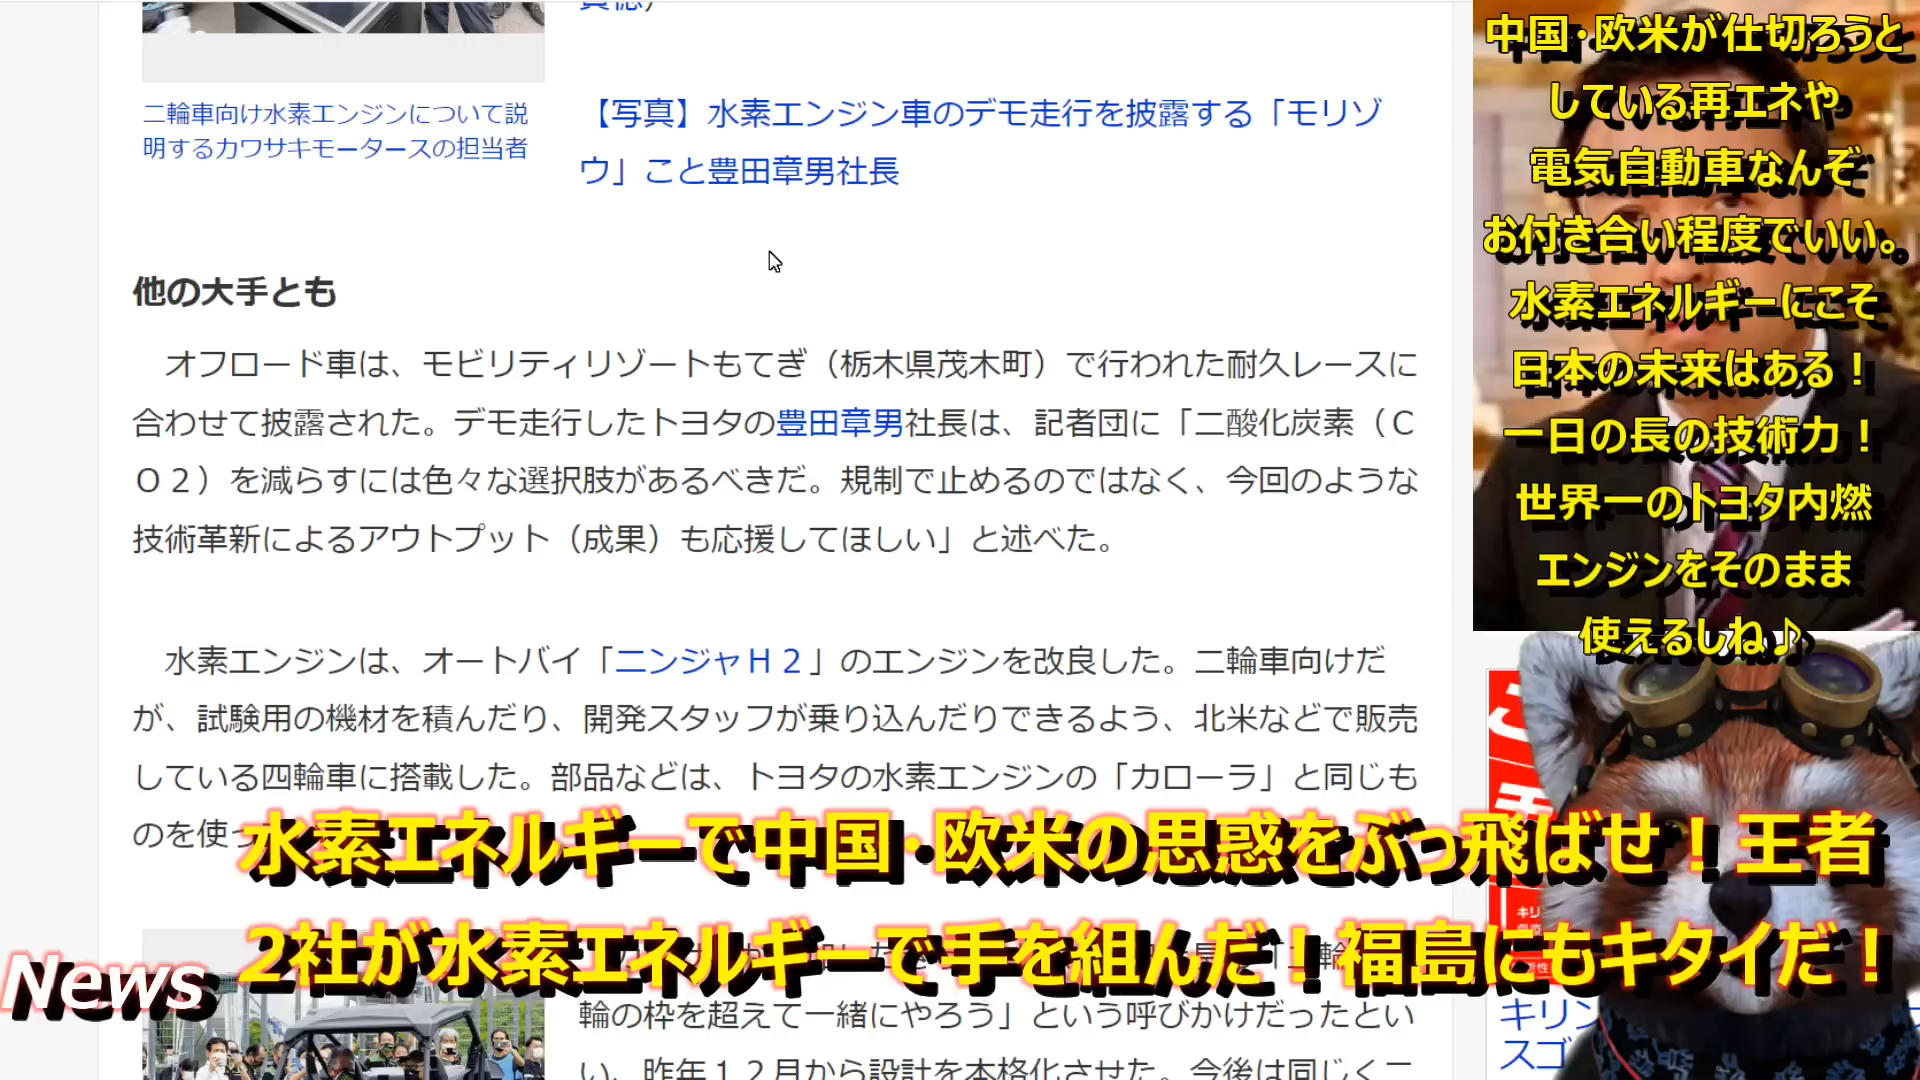 二輪車向け水素エンジンについて説
明するカワサキモータースの担当者
【写真】水素エンジン車のデモ走行を披露する「モリゾ
ウ」こと豊田章男社長
他の大手とも
オフロード車は、モビリティリゾートもてぎ（栃木県茂木町）で行われた耐久レースに
合わせて披露された。デモ走行したトヨタの豊田章男社長は、記者団に「二酸化炭素（Ｃ
Ｏ２）を減らすには色々な選択肢があるべきだ。規制で止めるのではなく、今回のような
技術革新によるアウトプット（成果）も応援してほしい」と述べた。
水素エンジンは、オートバイ「ニンジャＨ２」のエンジンを改良した。二輪車向けだ
が、試験用の機材を積んだり、開発スタッフが乗り込んだりできるよう、北米などで販売
している四輪車に搭載した。部品などは、トヨタの水素エンジンの「カローラ」と同じも
のを使っ
輪の枠を超えて一緒にやろう」という呼びかけだったとい
い、昨年１２月から設計を本格化させた。今後は同じく二
中国・欧米が仕切ろうと
している再エネや
電気自動車なんぞ
お付き合い程度でいい。
水素エネルギーにこそ
日本の未来はある！
一日の長の技術力！
世界一のトヨタ内燃
エンジンをそのまま
使えるしね♪
キリン
スゴ
水素エネルギーで中国・欧米の思惑をぶっ飛ばせ！王者
2社が水素エネルギーで手を組んだ！福島にもキタイだ！
News